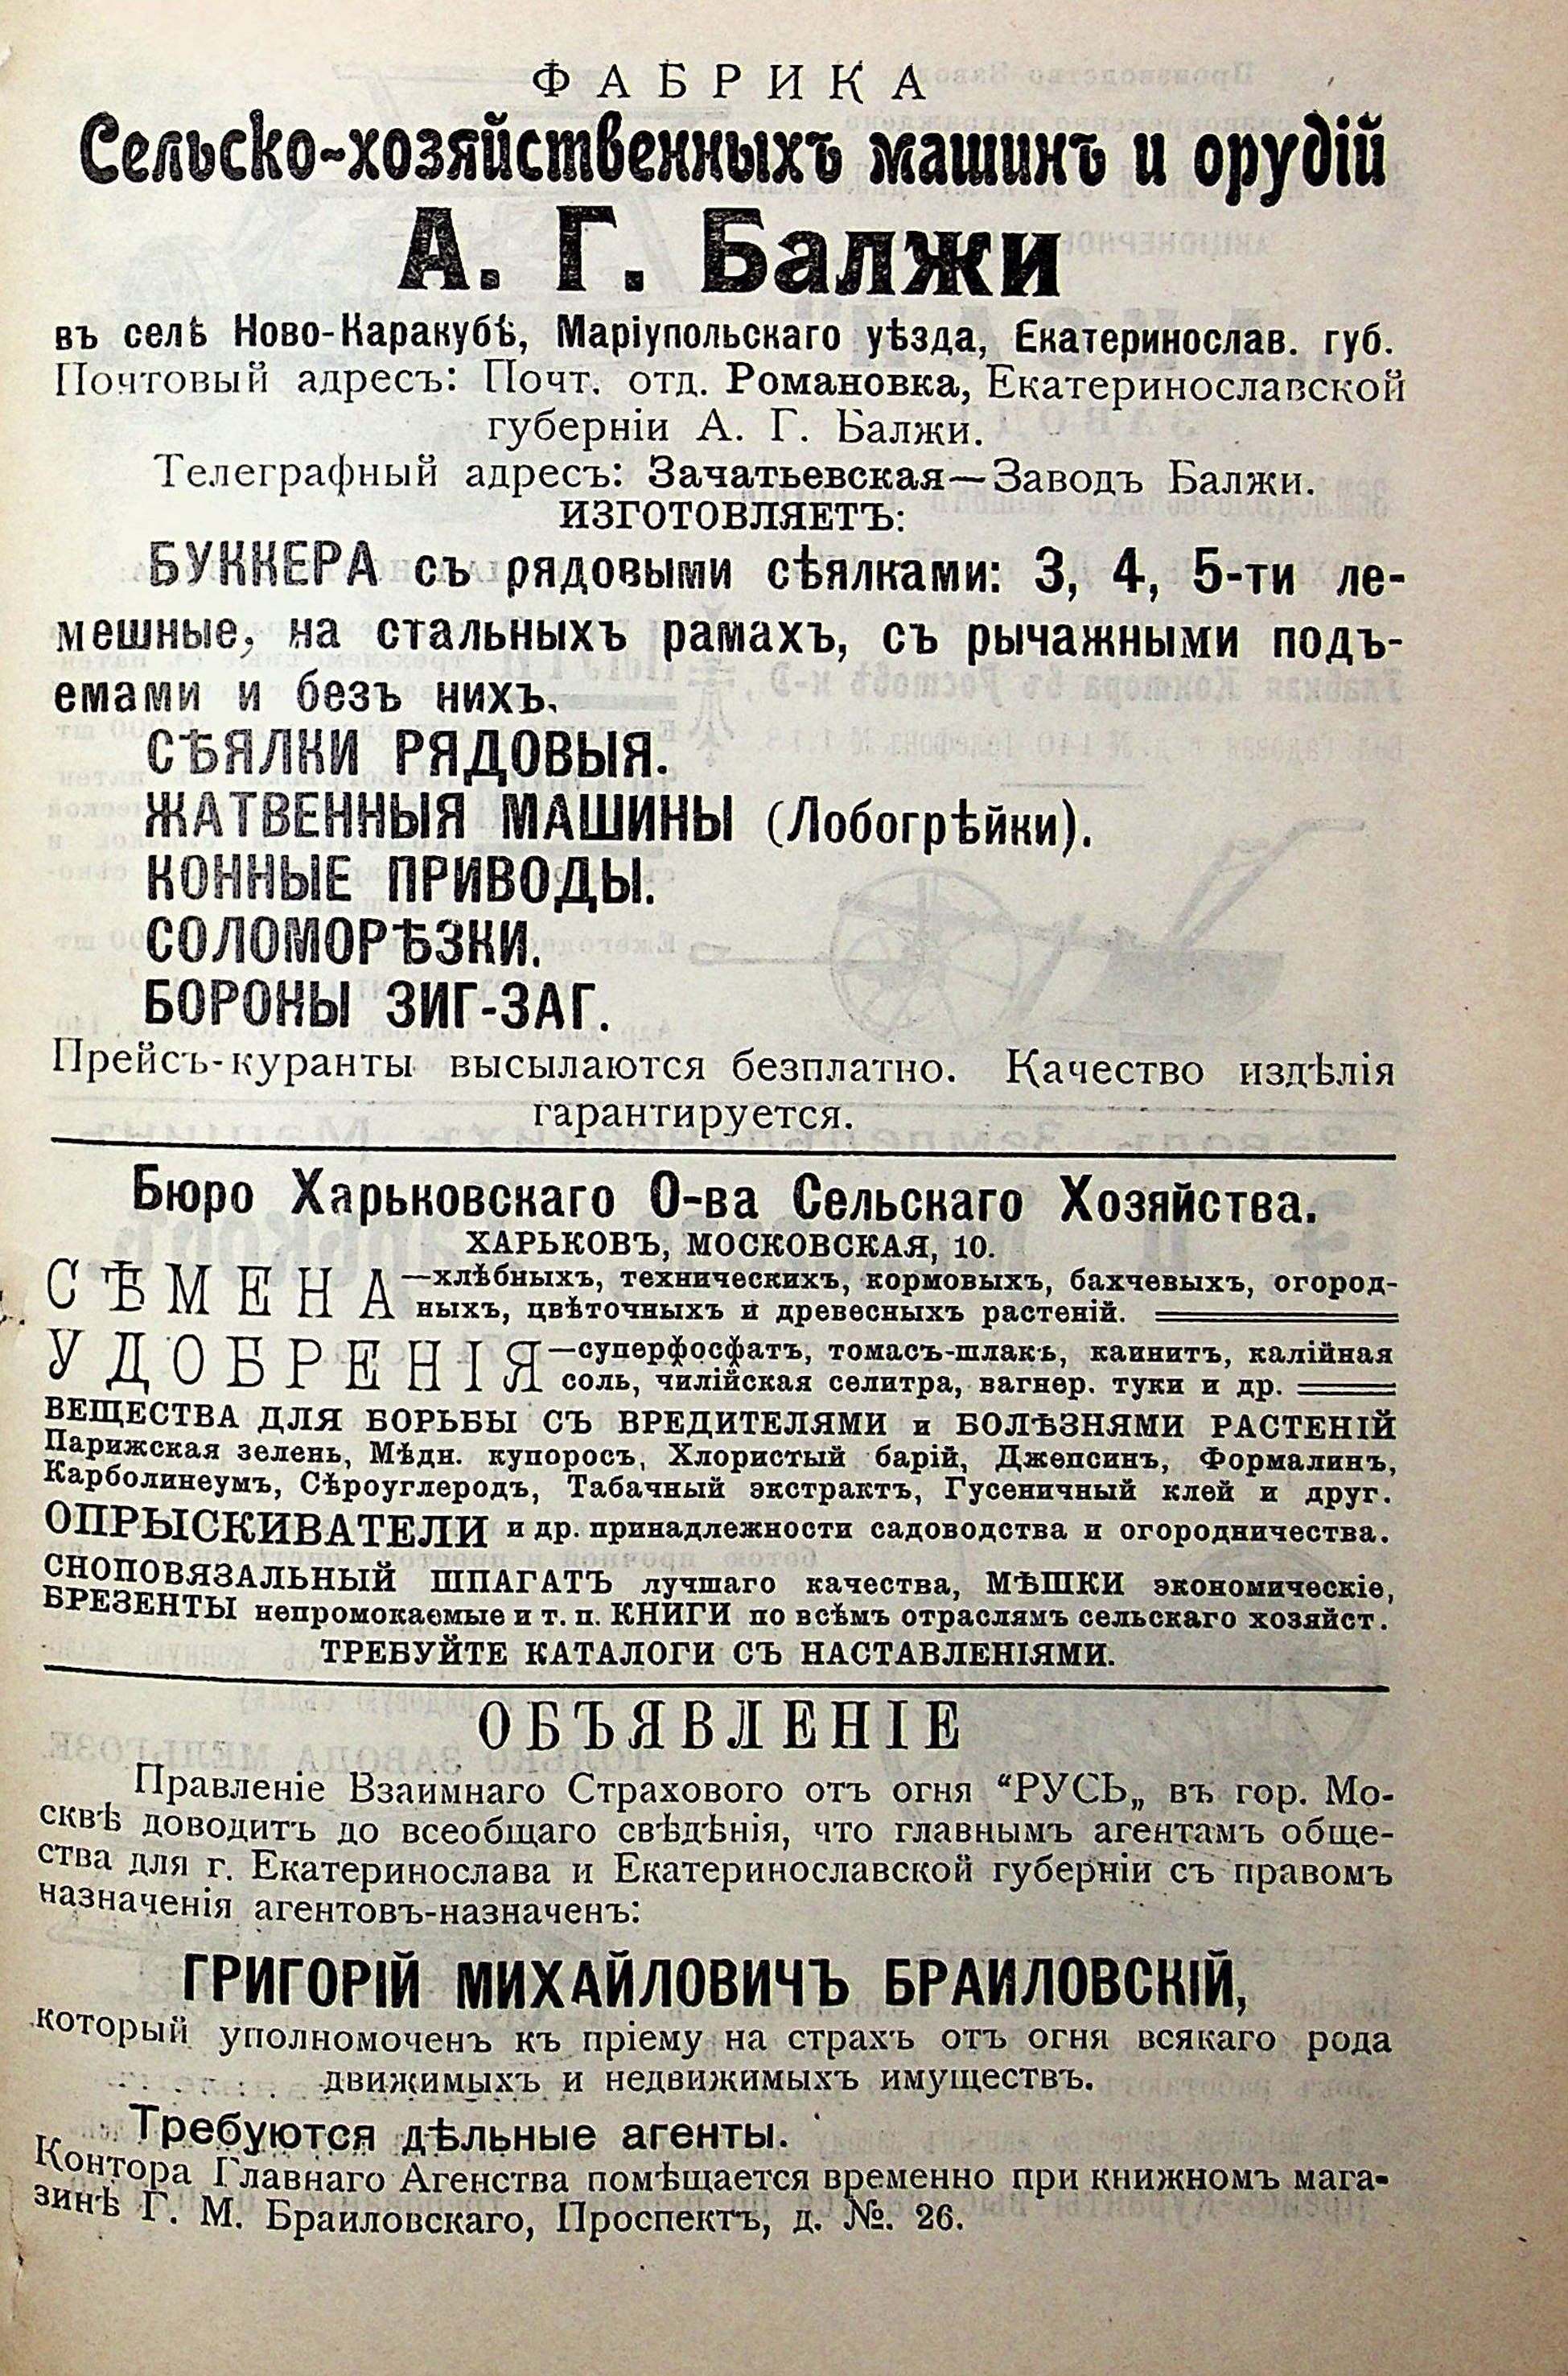 ФАБРИКА
Сельско-хозяйственныхъ машинъ и орудій
А. Г. Балжи
въ селѣ Ново-Каракубѣ, Маріупольскаго уѣзда, Екатеринослав. губ.
Почтовый адресъ: Почт. отд. Романовка, Екатеринославской
губерніи А. Г. Балжи.
Телеграфный адресъ: Зачатьевская—Заводъ Балжи.
ИЗГОТОВЛЯЕТЪ:
БУККЕРА съ рядовыми сѣялками: 3, 4, 5-ти ле-
мешные, на стальныхъ рамахъ, съ рычажными подъ-
емами и безъ нихъ.
СѢЯЛКИ РЯДОВЫЯ.
ЖАТВЕННЫЯ МАШИНЫ (Лобогрѣйки).
КОННЫЕ ПРИВОДЫ.
СОЛОМОРѢЗКИ.
БОРОНЫ ЗИГ-ЗАГ.
Прейсъ-куранты высылаются безплатно. Качество издѣлія
гарантируется.
Бюро Харьковскаго О-ва Сельскаго Хозяйства.
ХАРЬКОВЪ, МОСКОВСКАЯ, 10.
СѢМЕНА—хлѣбныхъ, техническихъ, кормовыхъ, бахчевыхъ, огород-
ныхъ, цвѣточныхъ и древесныхъ растеній.
УДОБРЕНІЯ—суперфосфатъ, томасъ-шлакъ, каинитъ, калійная
соль, чилійская селитра, вагнер. туки и др.
ВЕЩЕСТВА ДЛЯ БОРЬБЫ СЪ ВРЕДИТЕЛЯМИ и БОЛѢЗНЯМИ РАСТЕНІЙ
Парижская зелень, Мѣдн. купоросъ, Хлористый барій, Джепсинъ, Формалинъ,
Карболинеумъ, Сѣроуглеродъ, Табачный экстрактъ, Гусеничный клей и друг.
ОПРЫСКИВАТЕЛИ и др. принадлежности садоводства и огородничества.
СНОПОВЯЗАЛЬНЫЙ ШПАГАТЪ лучшаго качества, МѢШКИ экономическіе,
БРЕЗЕНТЫ непромокаемые и т. п. КНИГИ по всѣмъ отраслямъ сельскаго хозяйст.
ТРЕБУЙТЕ КАТАЛОГИ СЪ НАСТАВЛЕНІЯМИ.
ОБЪЯВЛЕНІЕ
Правленіе Взаимнаго Страхового отъ огня “РУСЬ„ въ гор. Мо-
сквѣ доводитъ до всеобщаго свѣдѣнія, что главнымъ агентамъ обще-
ства для г. Екатеринослава и Екатеринославской губерніи съ правомъ
назначенія агентовъ-назначенъ:
ГРИГОРІЙ МИХАЙЛОВИЧЪ БРАИЛОВСКІЙ,
который уполномоченъ къ пріему на страхъ отъ огня всякаго рода
движимыхъ и недвижимыхъ имуществъ.
Требуются дѣльные агенты.
Контора Главнаго Агенства помѣщается временно при книжномъ мага-
зинѣ Г. М. Браиловскаго, Проспектъ, д. №. 26.